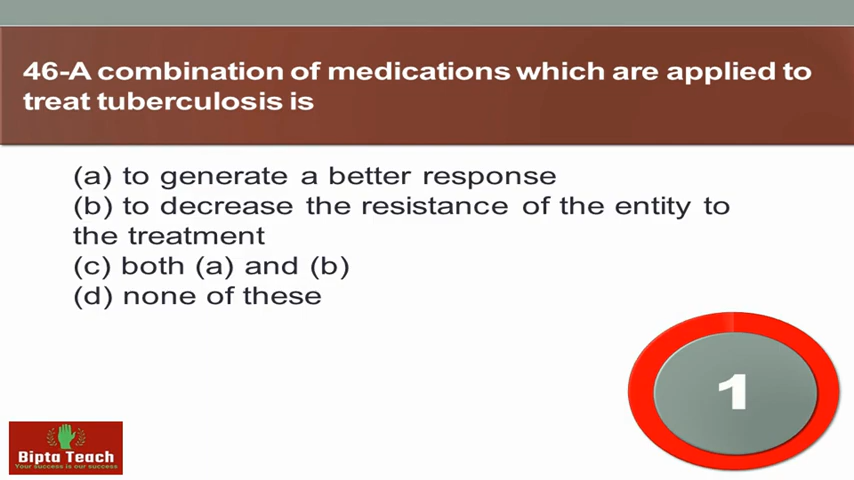 46-A combination of medications which are applied to
treat tuberculosis is
(a) to generate a better response
(b) to decrease the resistance of the entity to
the treatment
(c) both (a) and (b)
(d) none of these
1
Bipta Teach
Your success is our success